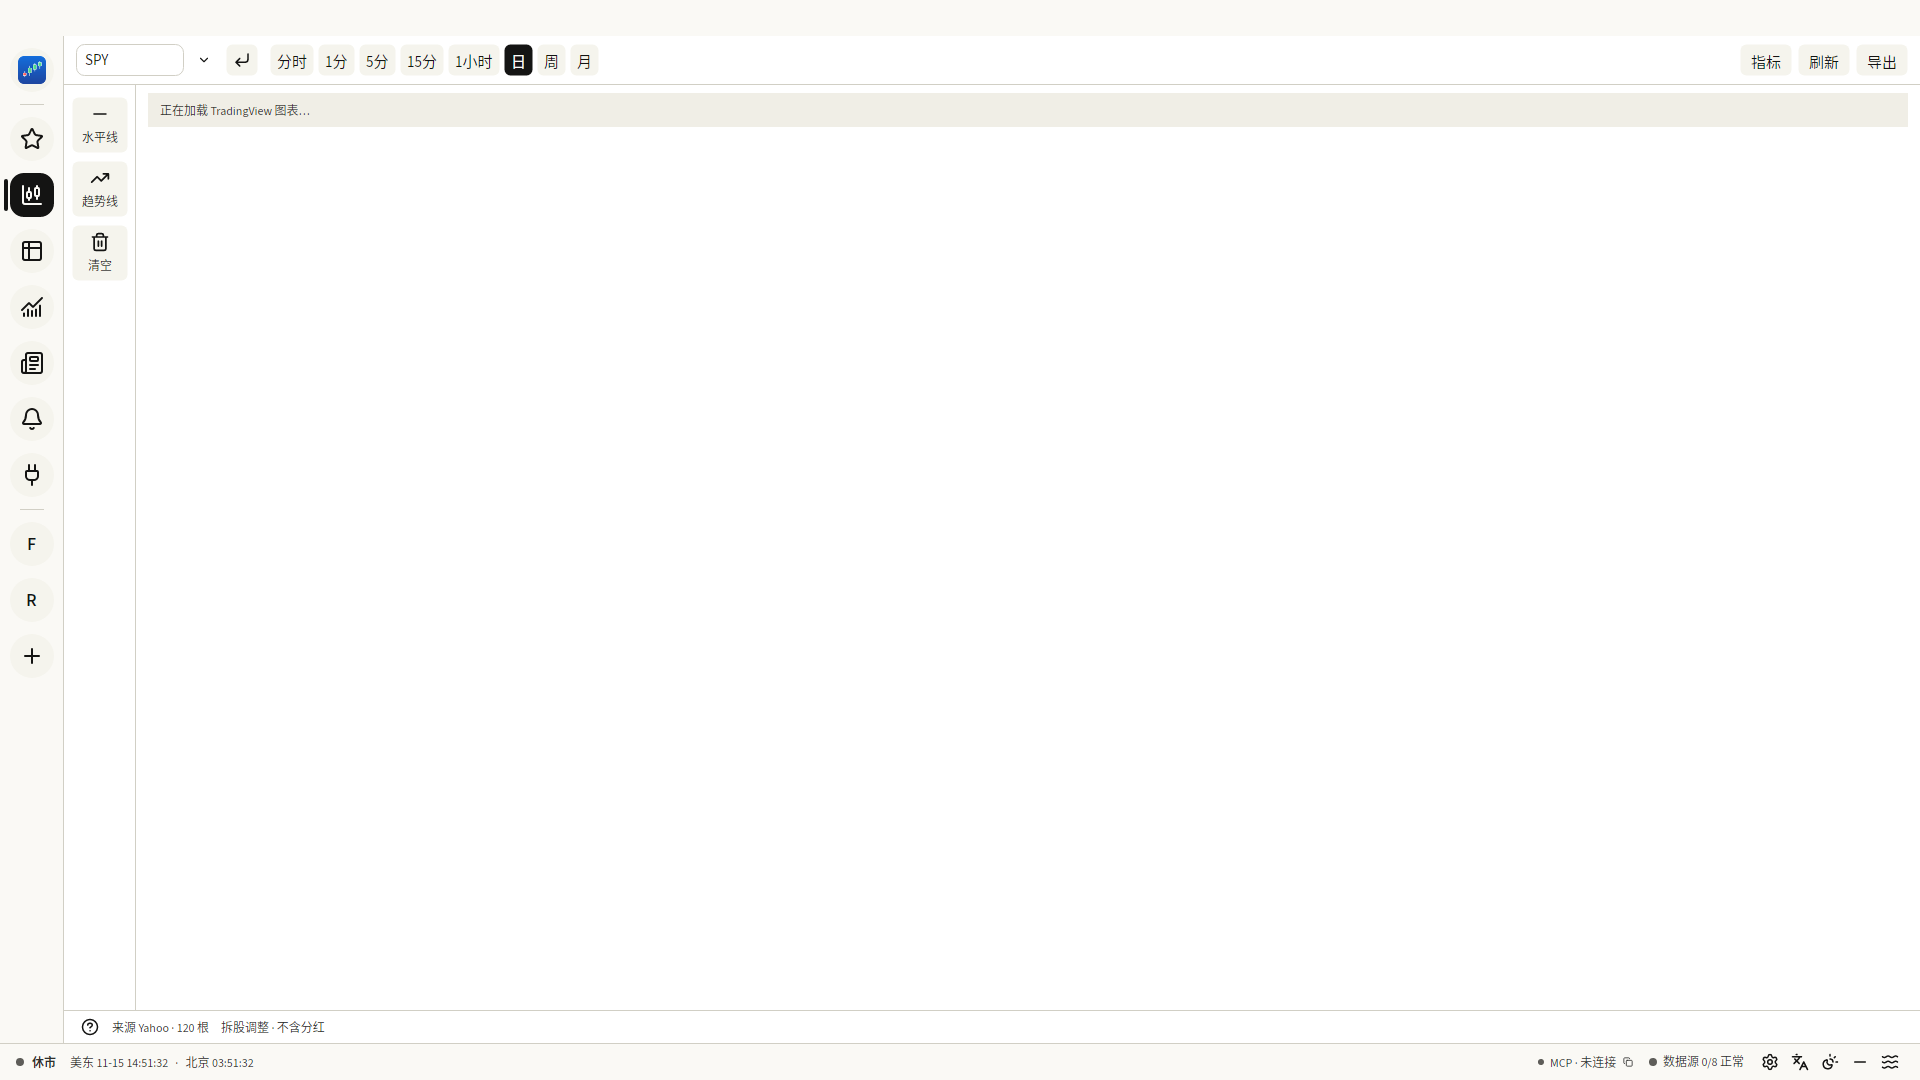 SPY 分时 1分 5分 15分 1小时 日 周 月 指标 刷新 导出
正在加载 TradingView 图表…
水平线
趋势线
清空
F
R
来源 Yahoo · 120 根 拆股调整 · 不含分红
休市 美东 11-15 14:51:32 · 北京 03:51:32 MCP · 未连接 数据源 0/8 正常